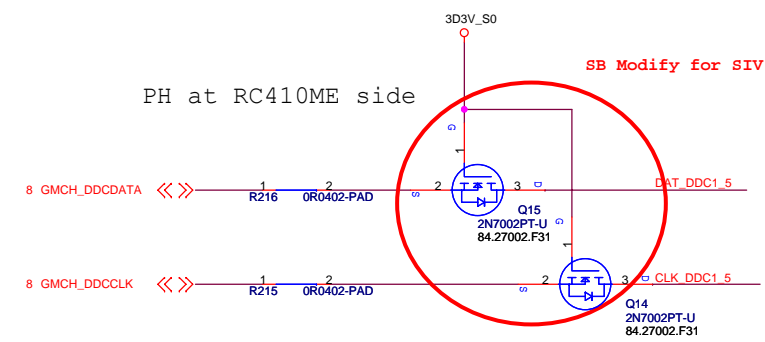 3D3V_S0
SB Modify for SIV
PH at RC410ME side
G
1
8 GMCH_DDCDATA
1
2
R216
0R0402-PAD
S
2
3
D
DAT_DDC1_5
Q15
2N7002PT-U
84.27002.F31
G
1
8 GMCH_DDCCLK
1
2
R215
0R0402-PAD
S
2
3
D
CLK_DDC1_5
Q14
2N7002PT-U
84.27002.F31